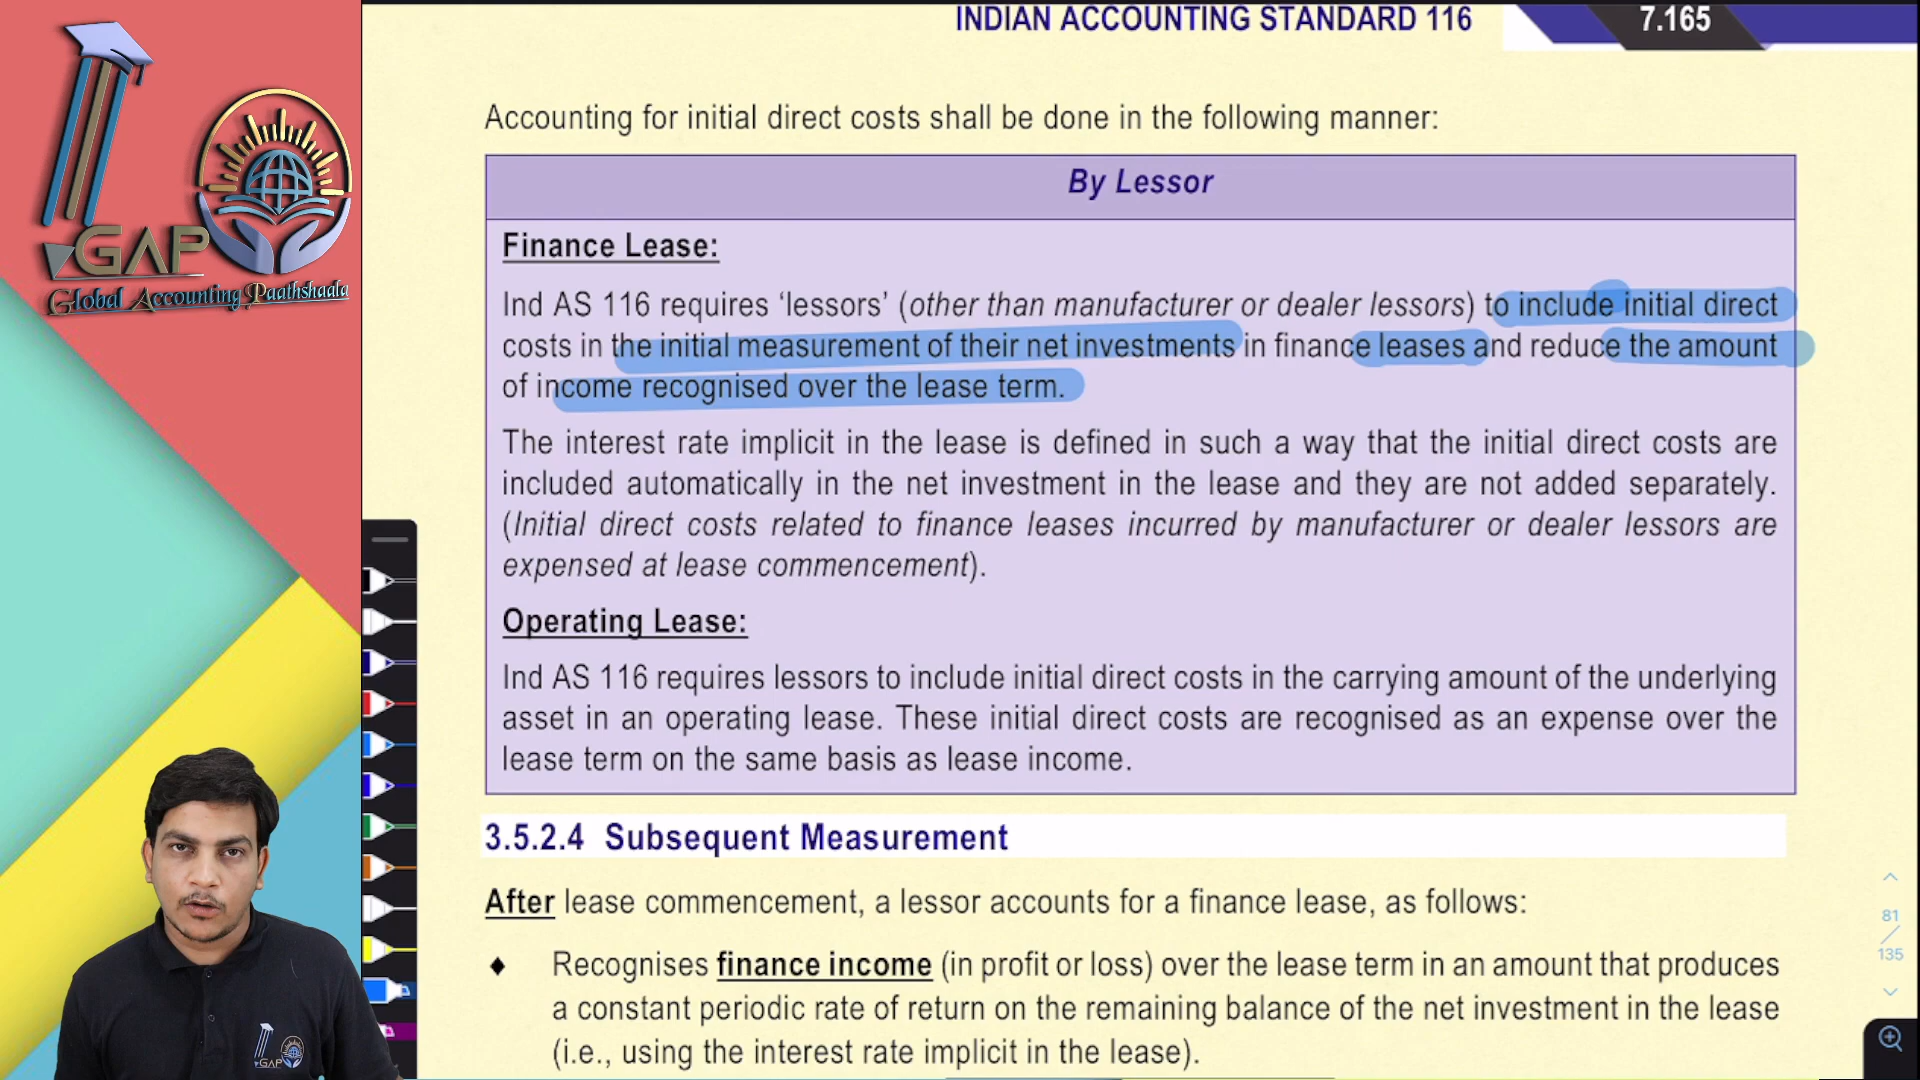 INDIAN ACCOUNTING STANDARD 116
7.165
GAP
Global Accounting Paathshaala
Accounting for initial direct costs shall be done in the following manner:
By Lessor
Finance Lease:
Ind AS 116 requires ‘lessors’ (other than manufacturer or dealer lessors) to include initial direct
costs in the initial measurement of their net investments in finance leases and reduce the amount
of income recognised over the lease term.
The interest rate implicit in the lease is defined in such a way that the initial direct costs are
included automatically in the net investment in the lease and they are not added separately.
(Initial direct costs related to finance leases incurred by manufacturer or dealer lessors are
expensed at lease commencement).
Operating Lease:
Ind AS 116 requires lessors to include initial direct costs in the carrying amount of the underlying
asset in an operating lease. These initial direct costs are recognised as an expense over the
lease term on the same basis as lease income.
3.5.2.4 Subsequent Measurement
After lease commencement, a lessor accounts for a finance lease, as follows:
♦ Recognises finance income (in profit or loss) over the lease term in an amount that produces
a constant periodic rate of return on the remaining balance of the net investment in the lease
(i.e., using the interest rate implicit in the lease).
81
/
135
GAP